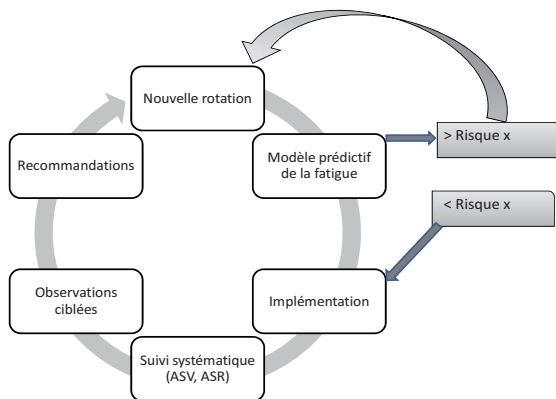 Nouvelle rotation
> Risque x
Recommandations
Modèle prédictif
de la fatigue
< Risque x
Observations
ciblées
Implémentation
Suivi systématique
(ASV, ASR)